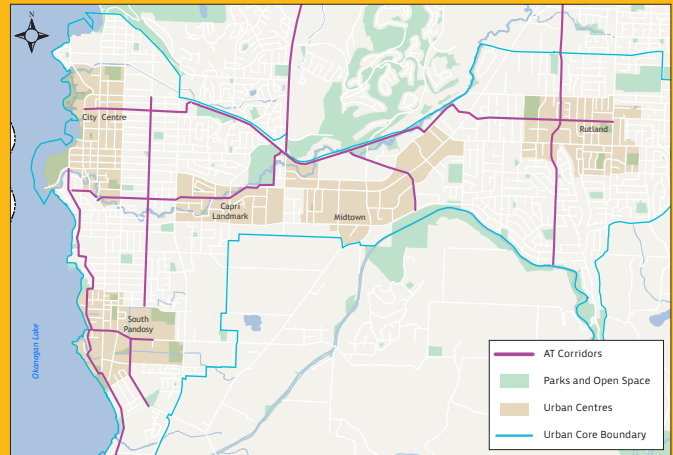 N
City Centre
Rutland
Capri
Landmark
Midtown
South
Pandosy
Okanagan Lake
AT Corridors
Parks and Open Space
Urban Centres
Urban Core Boundary